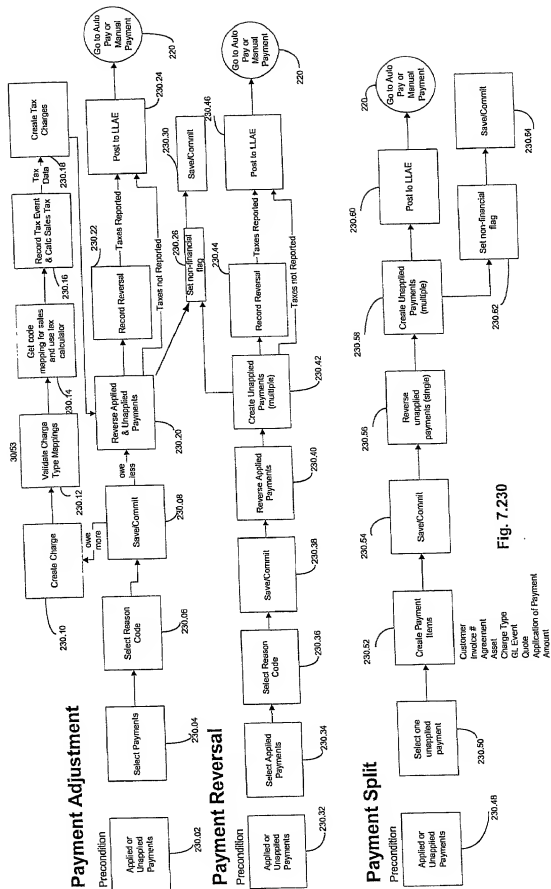 30/53
Payment Adjustment
Precondition
Applied or
Unapplied
Payments
230.02
Select Payments
230.04
Select Reason
Code
230.06
Save/Commit
230.08
owe
more
owe
less
Create Charge
230.10
Validate Charge
Type Mappings
230.12
Get code
mapping for sales
and use tax
calculator
230.14
Record Tax Event
& Calc Sales Tax
230.16
Tax
Data
Create Tax
Charges
230.18
Reverse Applied
& Unapplied
Payments
230.20
Record Reversal
230.22
Taxes Reported
Taxes not Reported
Post to LLAE
230.24
Go to Auto
Pay or
Manual
Payment
220
Set non-financial
flag
230.26
Save/Commit
230.30
Payment Reversal
Precondition
Applied or
Unapplied
Payments
230.32
Select Applied
Payments
230.34
Select Reason
Code
230.36
Save/Commit
230.38
Reverse Applied
Payments
230.40
Create Unapplied
Payments
(multiple)
230.42
Record Reversal
230.44
Taxes Reported
Taxes not Reported
Post to LLAE
230.46
Go to Auto
Pay or
Manual
Payment
220
Payment Split
Precondition
Applied or
Unapplied
Payments
230.48
Select one
unapplied
payment
230.50
Create Payment
Items
230.52
Customer
Invoice #
Agreement
Asset
Charge Type
GL Event
Quote
Application of Payment
Amount
Save/Commit
230.54
Reverse
unapplied
payments (single)
230.56
Create Unapplied
Payments
(multiple)
230.58
Post to LLAE
230.60
Go to Auto
Pay or
Manual
Payment
220
Set non-financial
flag
230.62
Save/Commit
230.64
Fig. 7.230